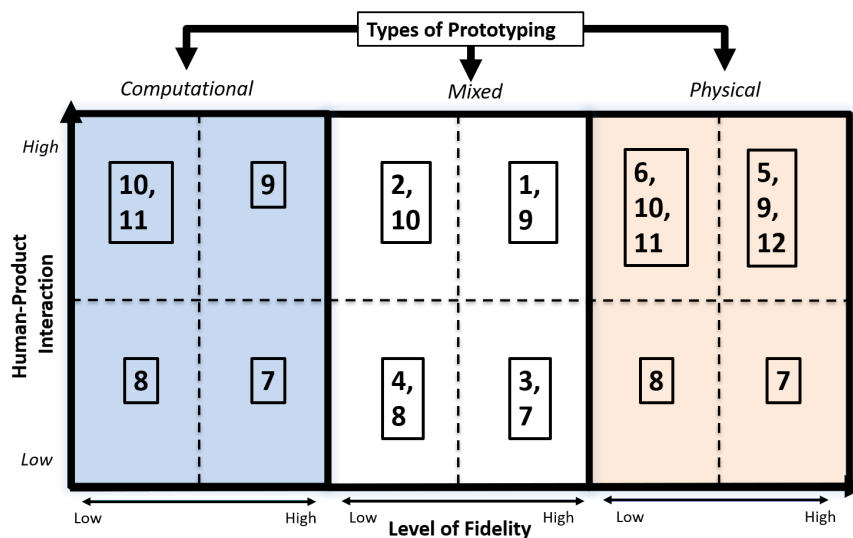 Types of Prototyping
Computational
Mixed
Physical
High
Human-Product
Interaction
Low
10,
11
9
2,
10
1,
9
6,
10,
11
5,
9,
12
8
7
4,
8
3,
7
8
7
Low
High
Low
High
Low
High
Level of Fidelity